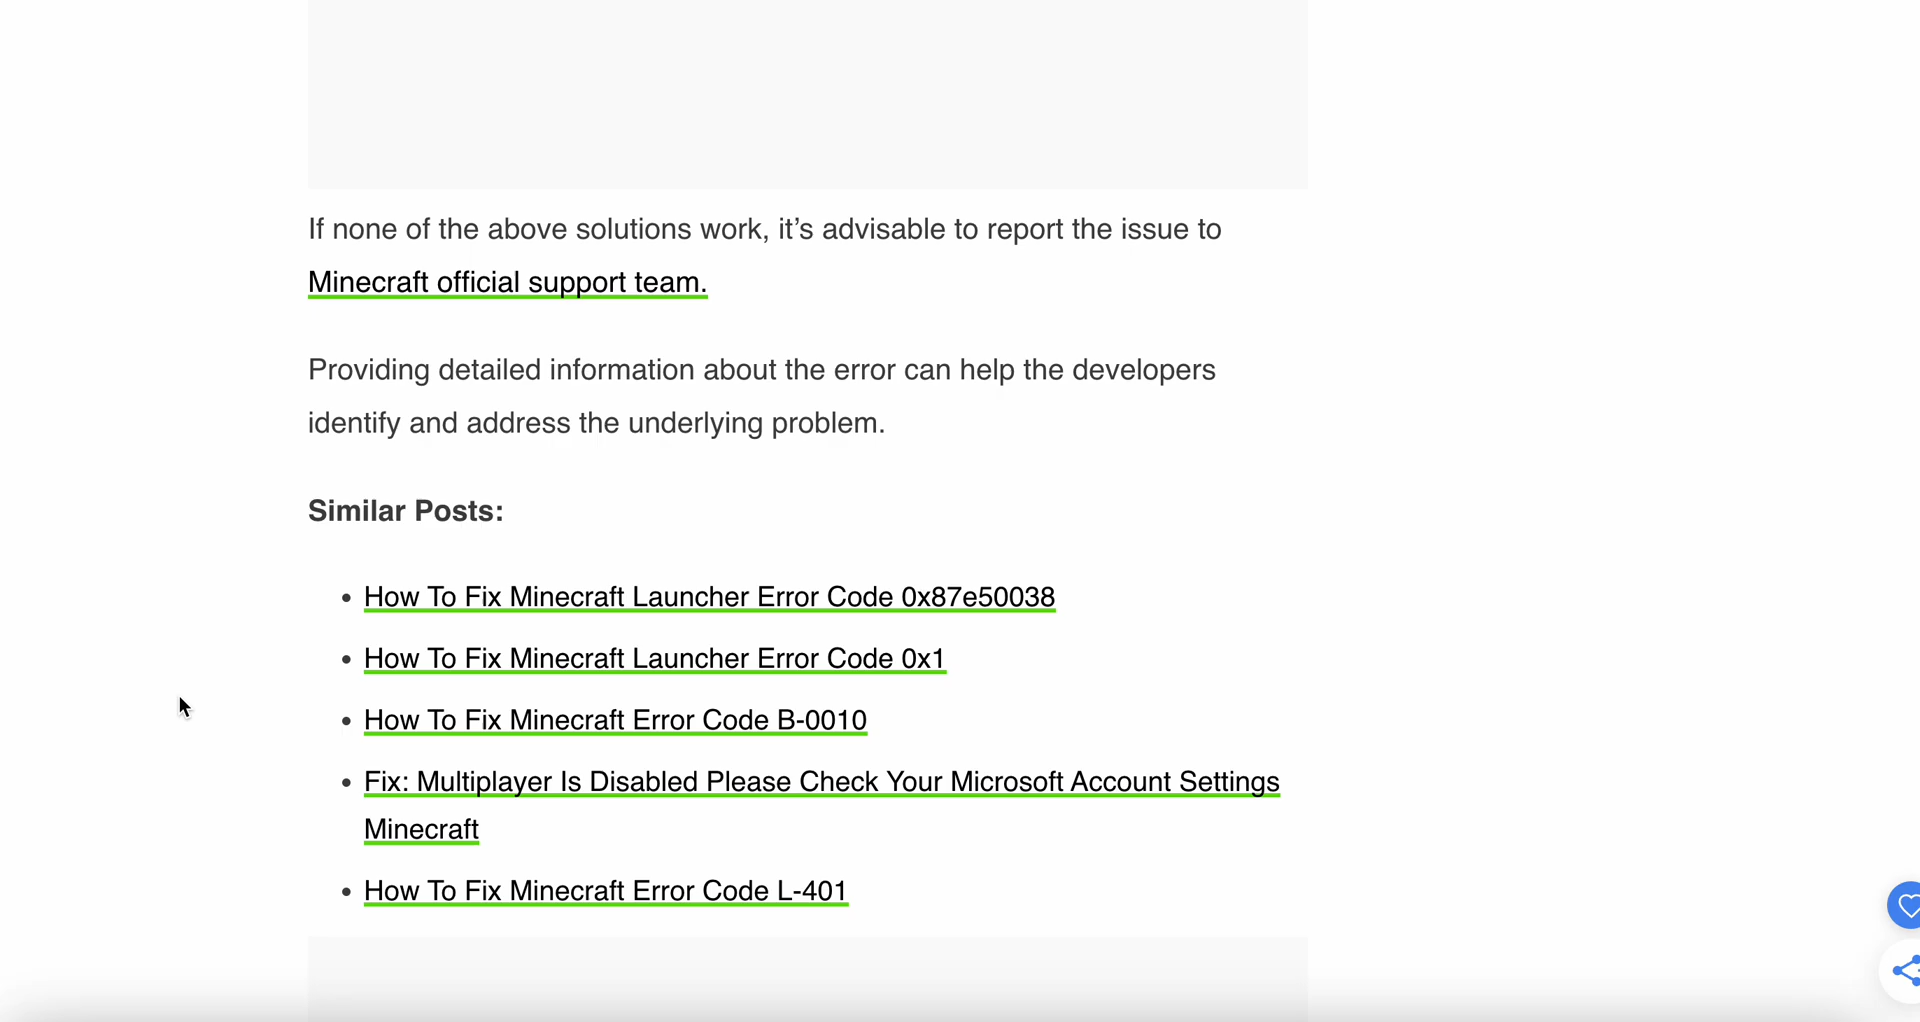 If none of the above solutions work, it’s advisable to report the issue to
Minecraft official support team.
Providing detailed information about the error can help the developers
identify and address the underlying problem.
Similar Posts:
• How To Fix Minecraft Launcher Error Code 0x87e50038
• How To Fix Minecraft Launcher Error Code 0x1
• How To Fix Minecraft Error Code B-0010
• Fix: Multiplayer Is Disabled Please Check Your Microsoft Account Settings
Minecraft
• How To Fix Minecraft Error Code L-401